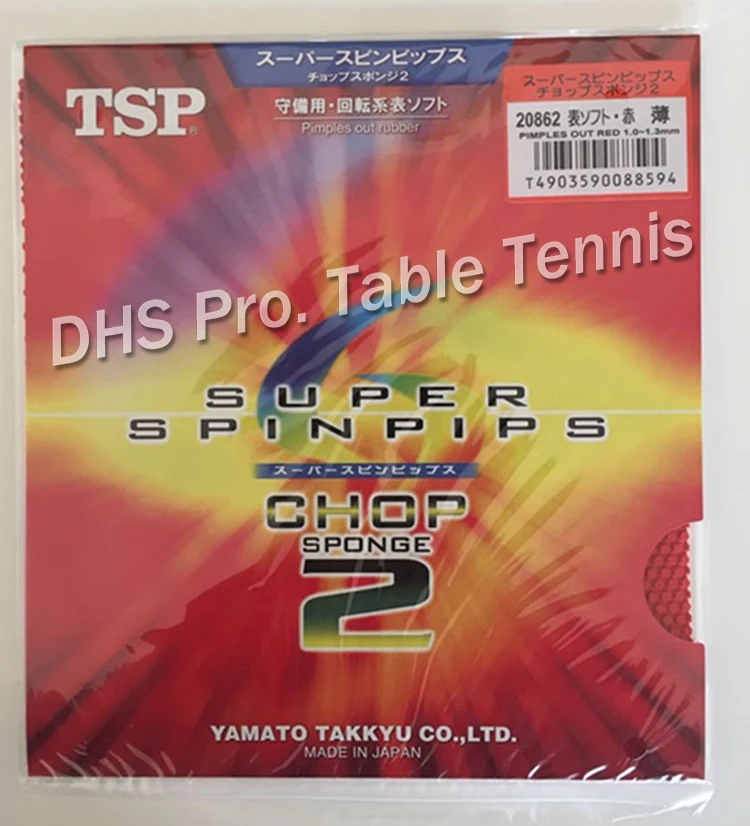 スーパースピンピップス
チョップスポンジ2
TSP®
守備用・回転系表ソフト
Pimples out rubber
スーパースピンピップス
チョップスポンジ2
20862 表ソフト・赤 薄
PIMPLES OUT RED 1.0~1.3mm
T4903590088594
DHS Pro. Table Tennis
SUPER
SPINPIPS
スーパースピンピップス
CHOP
SPONGE
2
YAMATO TAKKYU CO.,LTD.
MADE IN JAPAN